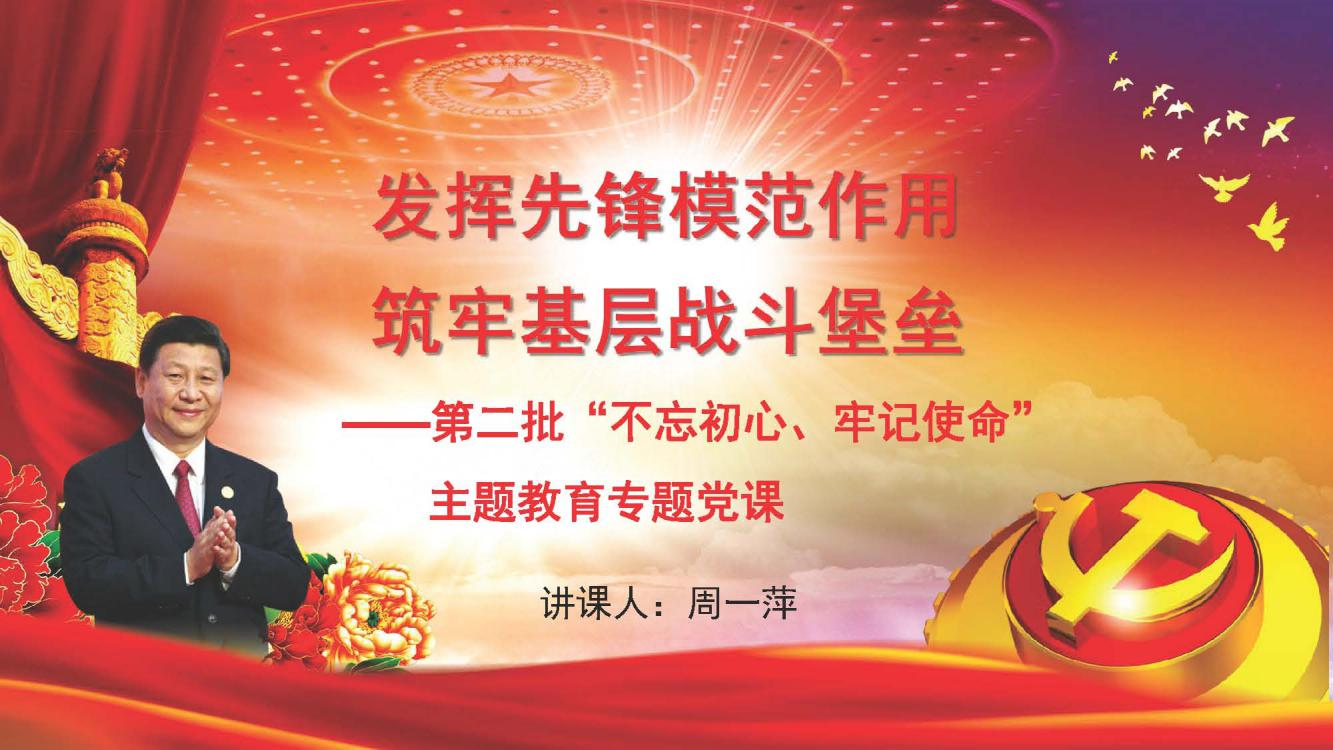 发挥先锋模范作用
筑牢基层战斗堡垒
——第二批“不忘初心、牢记使命”
主题教育专题党课
讲课人：周一萍